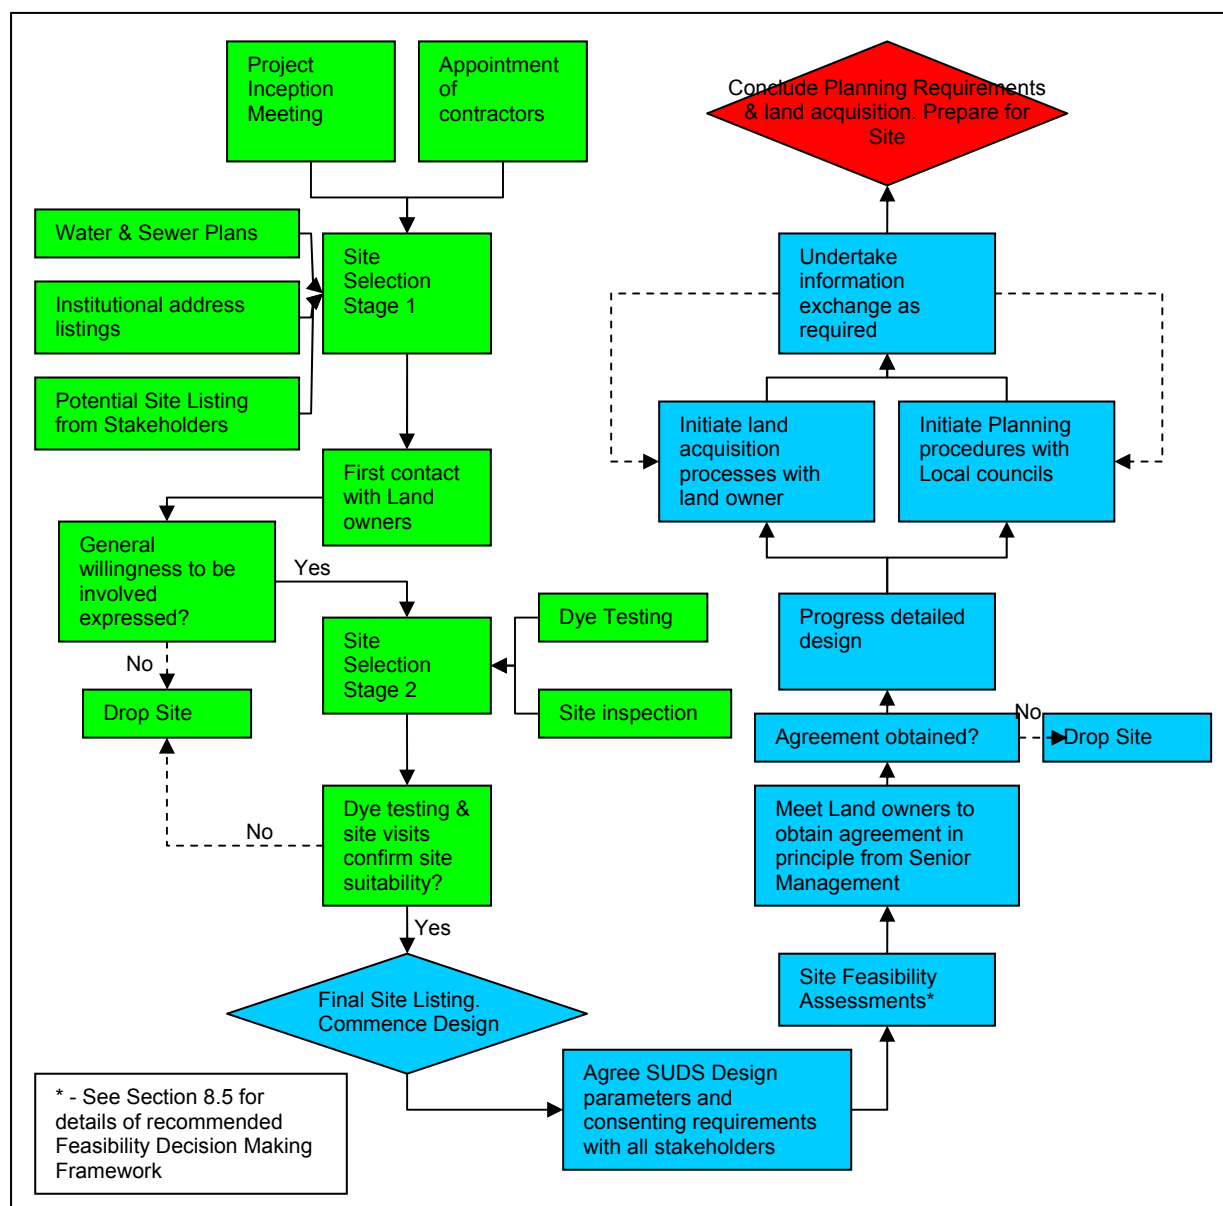 Project
Inception
Meeting
Appointment
of
contractors
Water & Sewer Plans
Institutional address
listings
Potential Site Listing
from Stakeholders
Site
Selection
Stage 1
First contact
with Land
owners
General
willingness to be
involved
expressed?
Yes
No
Drop Site
Site
Selection
Stage 2
Dye Testing
Site inspection
Dye testing &
site visits
confirm site
suitability?
No
Yes
Final Site Listing.
Commence Design
* - See Section 8.5 for
details of recommended
Feasibility Decision Making
Framework
Agree SUDS Design
parameters and
consenting requirements
with all stakeholders
Site Feasibility
Assessments*
Meet Land owners to
obtain agreement in
principle from Senior
Management
Agreement obtained?
No
Drop Site
Progress detailed
design
Initiate land
acquisition
processes with
land owner
Initiate Planning
procedures with
Local councils
Undertake
information
exchange as
required
Conclude Planning Requirements
& land acquisition. Prepare for
Site